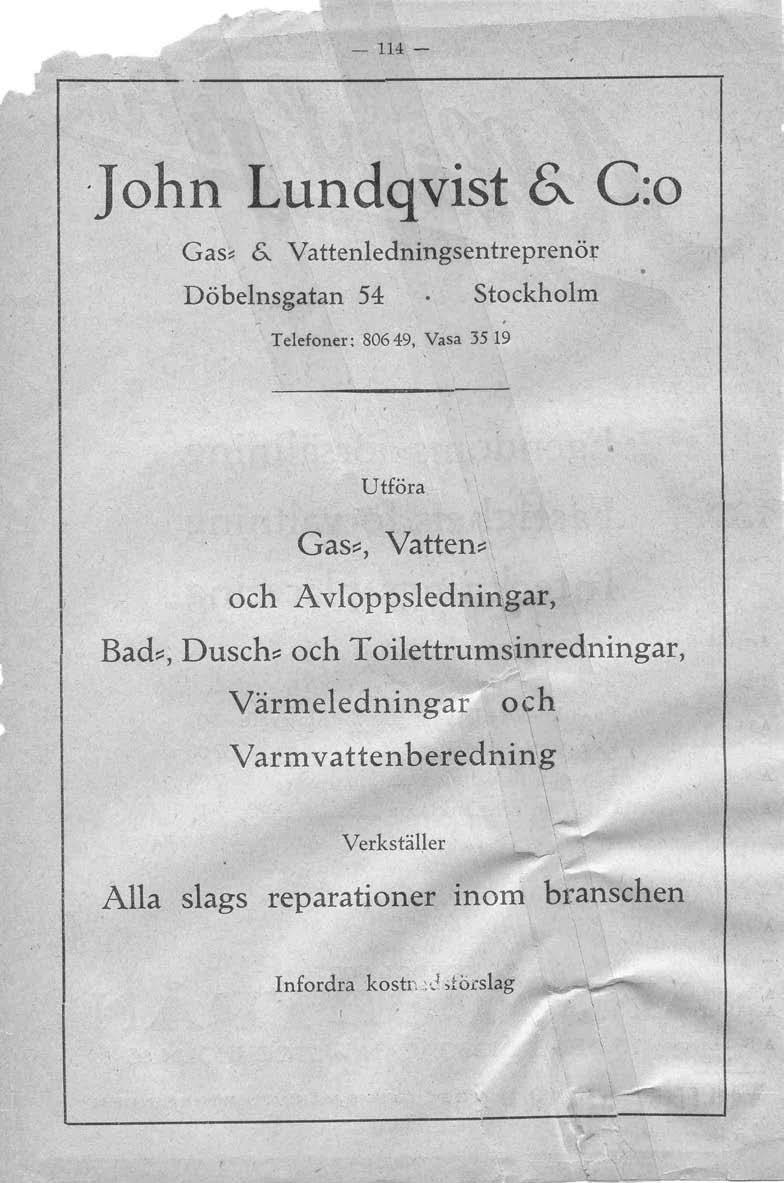 — 114 —
John Lundqvist & C:o
Gas- & Vattenledningsentreprenör
Döbelnsgatan 54 · Stockholm
Telefoner: 806 49, Vasa 35 19
Utföra
Gas-, Vatten-
och Avloppsledningar,
Bad-, Dusch- och Toilettrumsinredningar,
Värmeledningar och
Varmvattenberedning
Verkställer
Alla slags reparationer inom branschen
Infordra kostnadsförslag